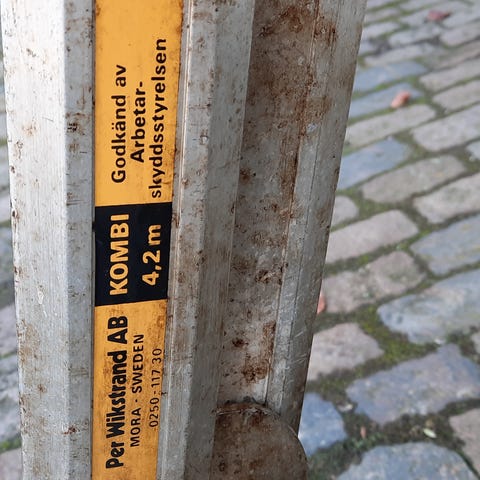 Per Wikstrand AB
MORA · SWEDEN
0250-117 30
KOMBI
4,2 m
Godkänd av
Arbetar-
skyddsstyrelsen